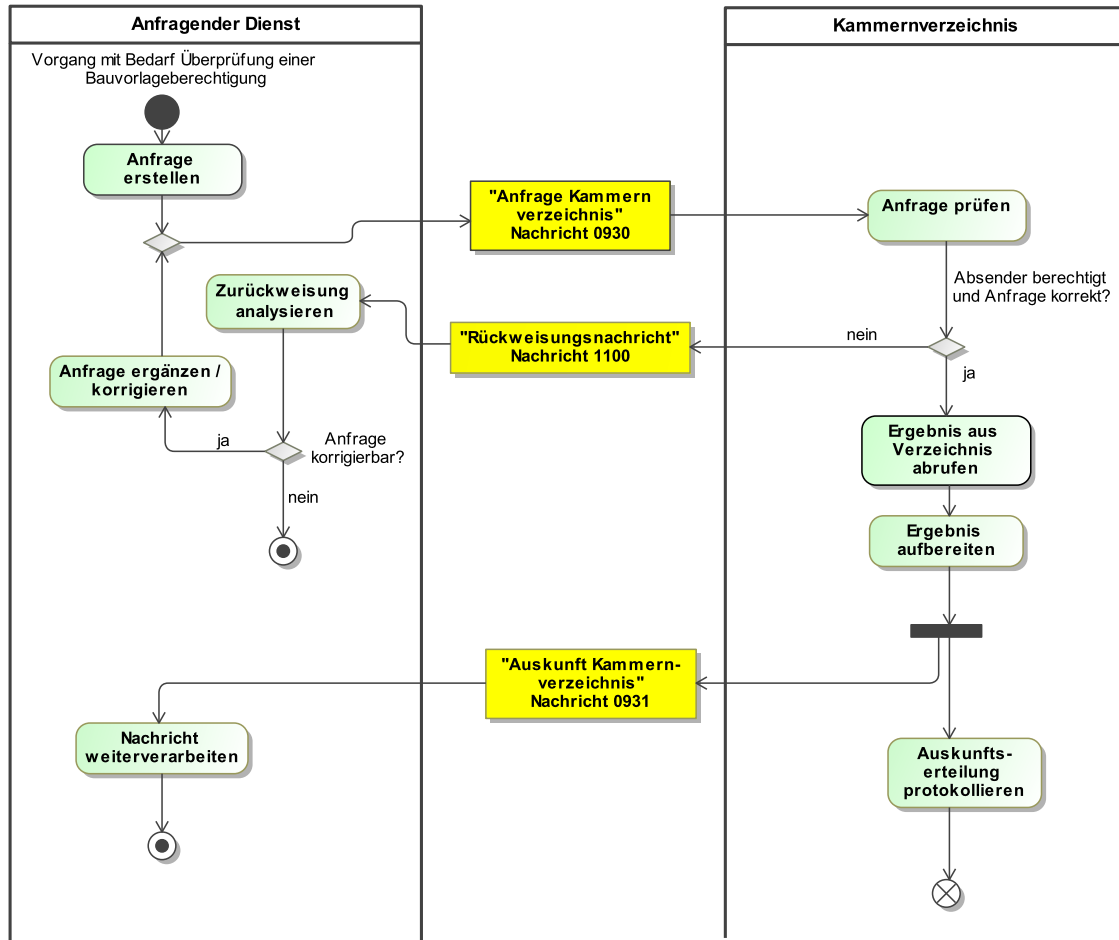 Anfragender Dienst
Kammernverzeichnis
Vorgang mit Bedarf Überprüfung einer
Bauvorlageberechtigung
Anfrage
erstellen
"Anfrage Kammern
verzeichnis"
Nachricht 0930
Anfrage prüfen
Absender berechtigt
und Anfrage korrekt?
Zurückweisung
analysieren
"Rückweisungsnachricht"
Nachricht 1100
nein
ja
Anfrage ergänzen /
korrigieren
ja
Anfrage
korrigierbar?
nein
Ergebnis aus
Verzeichnis
abrufen
Ergebnis
aufbereiten
"Auskunft Kammern-
verzeichnis"
Nachricht 0931
Nachricht
weiterverarbeiten
Auskunfts-
erteilung
protokollieren